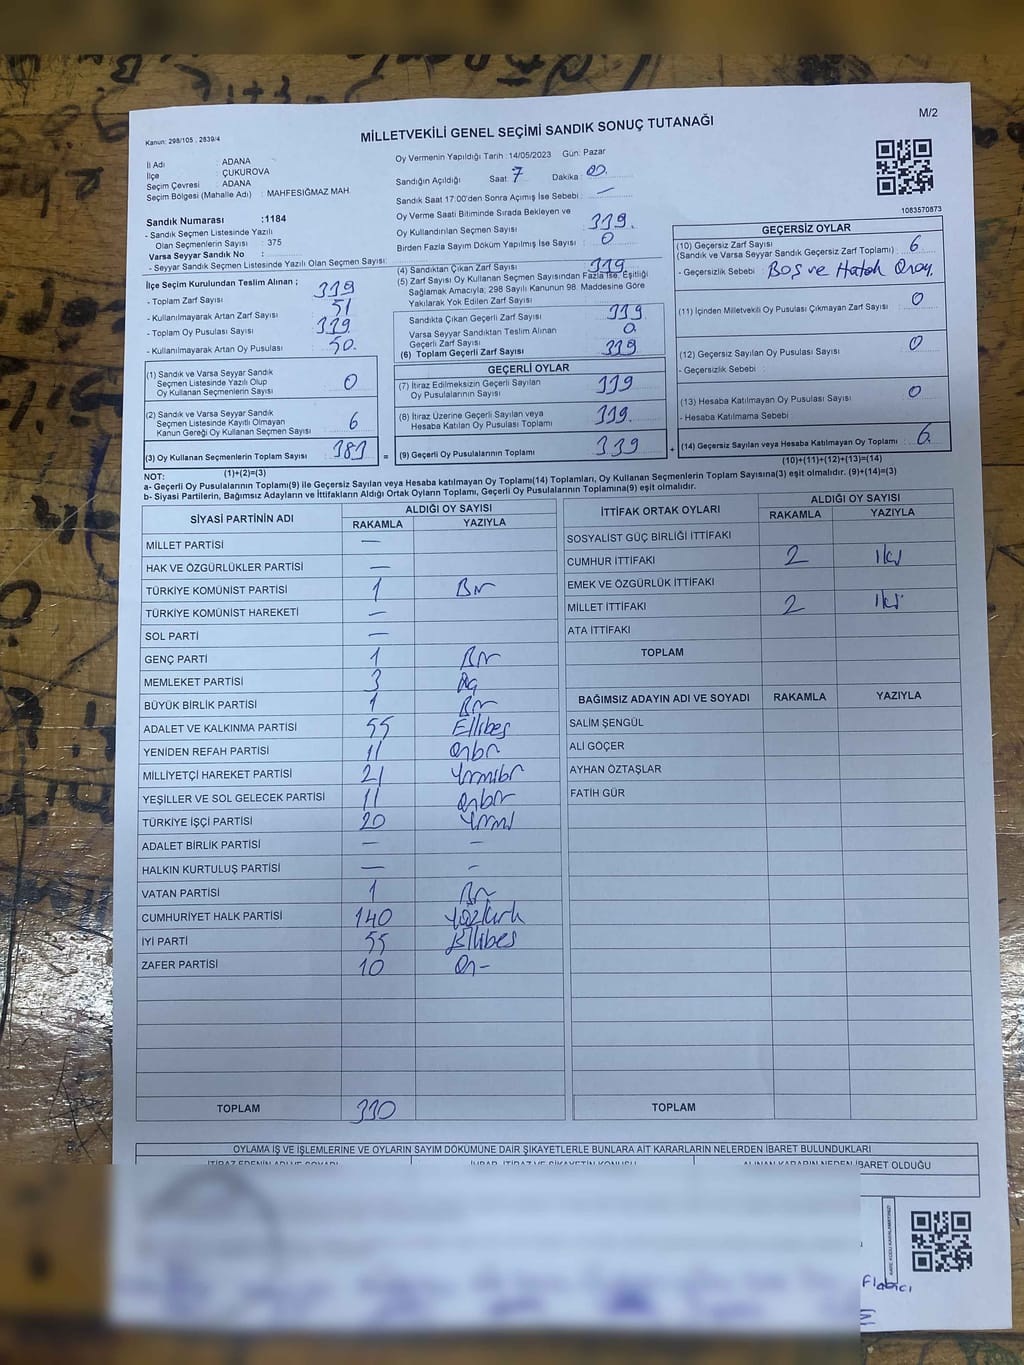 M/2
Kanun: 298/105 ; 2839/4
MİLLETVEKİLİ GENEL SEÇİMİ SANDIK SONUÇ TUTANAĞI
İl Adı : ADANA
İlçe : ÇUKUROVA
Seçim Çevresi : ADANA
Seçim Bölgesi (Mahalle Adı) : MAHFESIĞMAZ MAH.
Sandık Numarası :1184
- Sandık Seçmen Listesinde Yazılı
Olan Seçmenlerin Sayısı : 375
Varsa Seyyar Sandık No :
- Seyyar Sandık Seçmen Listesinde Yazılı Olan Seçmen Sayısı:
Oy Vermenin Yapıldığı Tarih :14/05/2023 Gün: Pazar
Sandığın Açıldığı Saat 7 Dakika : 00.
Sandık Saat 17:00'den Sonra Açımış İse Sebebi : —
Oy Verme Saati Bitiminde Sırada Bekleyen ve
Oy Kullandırılan Seçmen Sayısı : 339.
Birden Fazla Sayım Döküm Yapılmış İse Sayısı : 0
1083570873
İlçe Seçim Kurulundan Teslim Alınan ;
- Toplam Zarf Sayısı : 339
- Kullanılmayarak Artan Zarf Sayısı : 51
- Toplam Oy Pusulası Sayısı : 339
- Kullanılmayarak Artan Oy Pusulası : 50.
(1) Sandık ve Varsa Seyyar Sandık
Seçmen Listesinde Yazılı Olup
Oy Kullanan Seçmenlerin Sayısı : 0
(2) Sandık ve Varsa Seyyar Sandık
Seçmen Listesinde Kayıtlı Olmayan
Kanun Gereği Oy Kullanan Seçmen Sayısı : 6
(3) Oy Kullanan Seçmenlerin Toplam Sayısı :
(1)+(2)=(3)
(4) Sandıktan Çıkan Zarf Sayısı : 339
(5) Zarf Sayısı Oy Kullanan Seçmen Sayısından Fazla İse, Eşitliği
Sağlamak Amacıyla; 298 Sayılı Kanunun 98. Maddesine Göre
Yakılarak Yok Edilen Zarf Sayısı :
Sandıkta Çıkan Geçerli Zarf Sayısı : 339
Varsa Seyyar Sandıktan Teslim Alınan
Geçerli Zarf Sayısı : 0
(6) Toplam Geçerli Zarf Sayısı : 339
GEÇERLİ OYLAR
(7) İtiraz Edilmeksizin Geçerli Sayılan
Oy Pusulalarının Sayısı : 339
(8) İtiraz Üzerine Geçerli Sayılan veya
Hesaba Katılan Oy Pusulası Toplamı : 339.
= (9) Geçerli Oy Pusulalarının Toplamı : 339
GEÇERSİZ OYLAR
(10) Geçersiz Zarf Sayısı
(Sandık ve Varsa Seyyar Sandık Geçersiz Zarf Toplamı) : 6
- Geçersizlik Sebebi : Boş ve Hatalı
(11) İçinden Milletvekili Oy Pusulası Çıkmayan Zarf Sayısı : 0
(12) Geçersiz Sayılan Oy Pusulası Sayısı : 0
- Geçersizlik Sebebi :
(13) Hesaba Katılmayan Oy Pusulası Sayısı : 0
- Hesaba Katılmama Sebebi :
+ (14) Geçersiz Sayılan veya Hesaba Katılmayan Oy Toplamı : 6
(10)+(11)+(12)+(13)=(14)
NOT:
a- Geçerli Oy Pusulalarının Toplamı(9) ile Geçersiz Sayılan veya Hesaba katılmayan Oy Toplamı(14) Toplamları, Oy Kullanan Seçmenlerin Toplam Sayısına(3) eşit olmalıdır. (9)+(14)=(3)
b- Siyasi Partilerin, Bağımsız Adayların ve İttifakların Aldığı Ortak Oyların Toplamı, Geçerli Oy Pusulalarının Toplamına(9) eşit olmalıdır.
SİYASİ PARTİNİN ADI ALDIĞI OY SAYISI
RAKAMLA YAZIYLA
MİLLET PARTİSİ —
HAK VE ÖZGÜRLÜKLER PARTİSİ —
TÜRKİYE KOMÜNİST PARTİSİ 1 Bir
TÜRKİYE KOMÜNİST HAREKETİ —
SOL PARTİ —
GENÇ PARTİ 1 Bir
MEMLEKET PARTİSİ 3
BÜYÜK BİRLİK PARTİSİ 1 Bir
ADALET VE KALKINMA PARTİSİ 55 Ellibeş
YENİDEN REFAH PARTİSİ 11 onbir
MİLLİYETÇİ HAREKET PARTİSİ 21 Yirmibir
YEŞİLLER VE SOL GELECEK PARTİSİ 11 onbir
TÜRKİYE İŞÇİ PARTİSİ 20 Yirmi
ADALET BİRLİK PARTİSİ — —
HALKIN KURTULUŞ PARTİSİ — —
VATAN PARTİSİ 1 Bir
CUMHURİYET HALK PARTİSİ 140 Yüzkırk
İYİ PARTİ 55 Ellibeş
ZAFER PARTİSİ 10 On-
TOPLAM 330
İTTİFAK ORTAK OYLARI ALDIĞI OY SAYISI
RAKAMLA YAZIYLA
SOSYALİST GÜÇ BİRLİĞİ İTTİFAKI
CUMHUR İTTİFAKI 2 İki
EMEK VE ÖZGÜRLÜK İTTİFAKI
MİLLET İTTİFAKI 2 İki
ATA İTTİFAKI
TOPLAM
BAĞIMSIZ ADAYIN ADI VE SOYADI RAKAMLA YAZIYLA
SALİM ŞENGÜL
ALİ GÖÇER
AYHAN ÖZTAŞLAR
FATİH GÜR
TOPLAM
OYLAMA İŞ VE İŞLEMLERİNE VE OYLARIN SAYIM DÖKÜMÜNE DAİR ŞİKAYETLERLE BUNLARA AİT KARARLARIN NELERDEN İBARET BULUNDUKLARI
İTİRAZ EDENİN ADI VE SOYADI İHBAR, İTİRAZ VE ŞİKAYETİN KONUSU ALINAN KARARIN NEDEN İBARET OLDUĞU